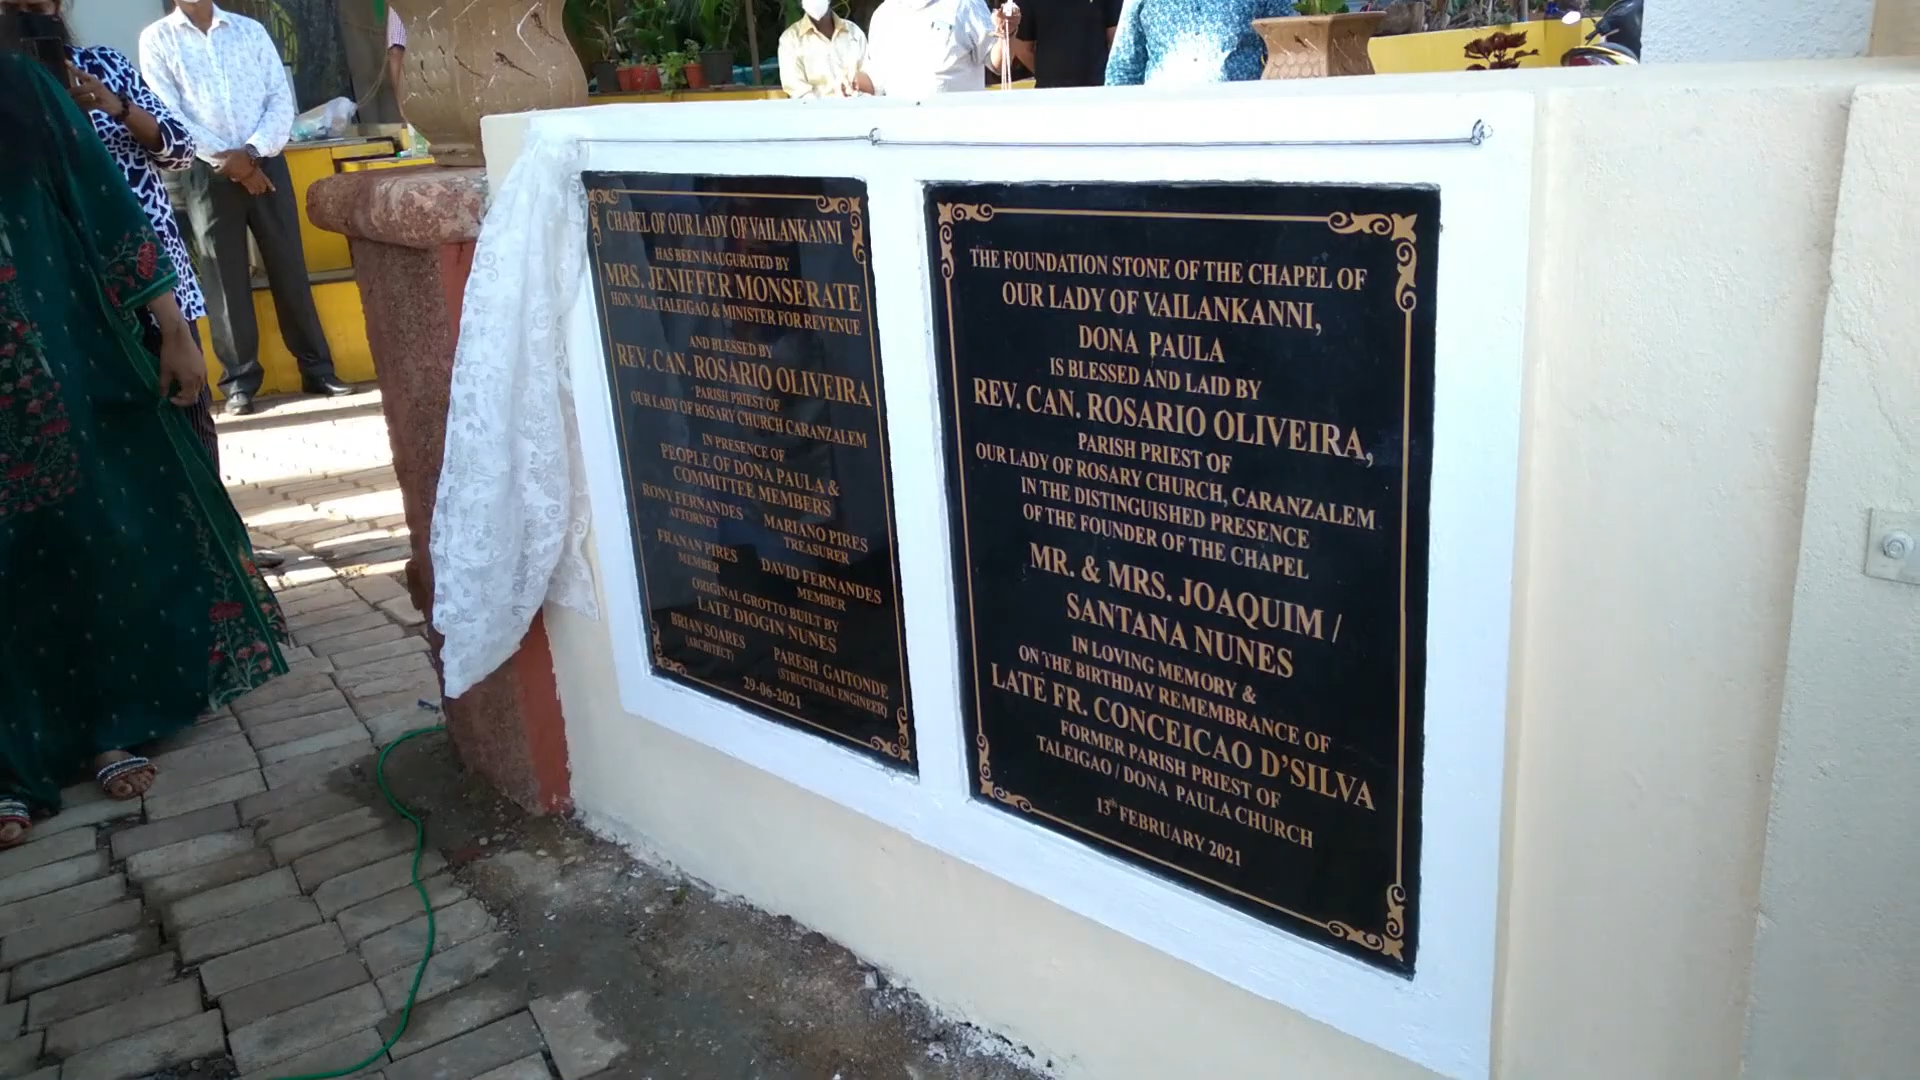 CHAPEL OF OUR LADY OF VAILANKANNI
HAS BEEN INAUGURATED BY
MRS. JENIFFER MONSERATE
HON. MLA TALEIGAO & MINISTER FOR REVENUE
AND BLESSED BY
REV. CAN. ROSARIO OLIVEIRA
PARISH PRIEST OF
OUR LADY OF ROSARY CHURCH CARANZALEM
IN PRESENCE OF
PEOPLE OF DONA PAULA &
COMMITTEE MEMBERS
RONY FERNANDES MARIANO PIRES
ATTORNEY TREASURER
FRANAN PIRES DAVID FERNANDES
MEMBER MEMBER
ORIGINAL GROTTO BUILT BY
LATE DIOGIN NUNES
BRIAN SOARES PARESH GAITONDE
(ARCHITECT) (STRUCTURAL ENGINEER)
29-06-2021
THE FOUNDATION STONE OF THE CHAPEL OF
OUR LADY OF VAILANKANNI,
DONA PAULA
IS BLESSED AND LAID BY
REV. CAN. ROSARIO OLIVEIRA,
PARISH PRIEST OF
OUR LADY OF ROSARY CHURCH, CARANZALEM
IN THE DISTINGUISHED PRESENCE
OF THE FOUNDER OF THE CHAPEL
MR. & MRS. JOAQUIM /
SANTANA NUNES
IN LOVING MEMORY &
ON THE BIRTHDAY REMEMBRANCE OF
LATE FR. CONCEICAO D'SILVA
FORMER PARISH PRIEST OF
TALEIGAO / DONA PAULA CHURCH
13th FEBRUARY 2021